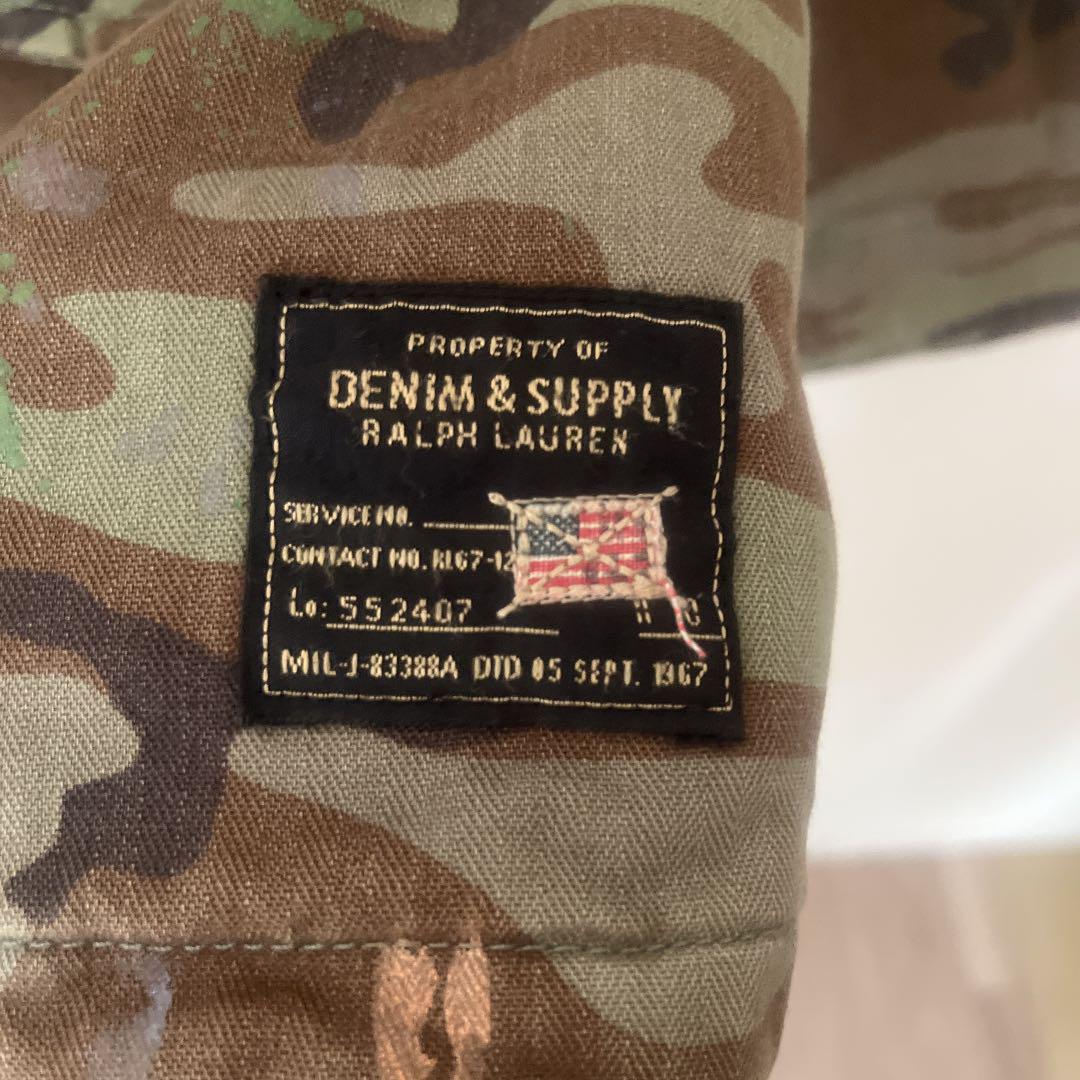 PROPERTY OF
DENIM & SUPPLY
RALPH LAUREN
SERVICE NO.
CONTACT NO. RL67-12
Lo: 552407
MIL-J-83388A DTD 05 SEPT. 1967